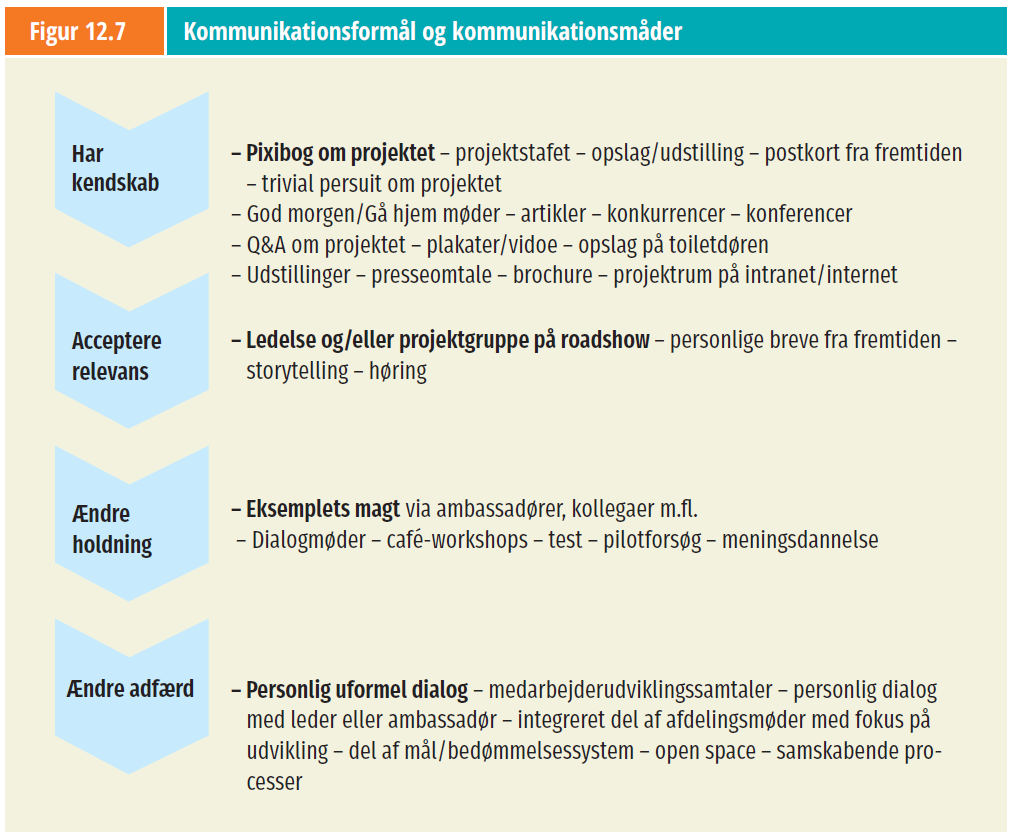 Figur 12.7
Kommunikationsformål og kommunikationsmåder
Har
kendskab
– Pixibog om projektet – projektstafet – opslag/udstilling – postkort fra fremtiden
– trivial persuit om projektet
– God morgen/Gå hjem møder – artikler – konkurrencer – konferencer
– Q&A om projektet – plakater/vidoe – opslag på toiletdøren
– Udstillinger – presseomtale – brochure – projektrum på intranet/internet
Acceptere
relevans
– Ledelse og/eller projektgruppe på roadshow – personlige breve fra fremtiden –
storytelling – høring
Ændre
holdning
– Eksemplets magt via ambassadører, kollegaer m.fl.
– Dialogmøder – café-workshops – test – pilotforsøg – meningsdannelse
Ændre adfærd
– Personlig uformel dialog – medarbejderudviklingssamtaler – personlig dialog
med leder eller ambassadør – integreret del af afdelingsmøder med fokus på
udvikling – del af mål/bedømmelsessystem – open space – samskabende pro-
cesser